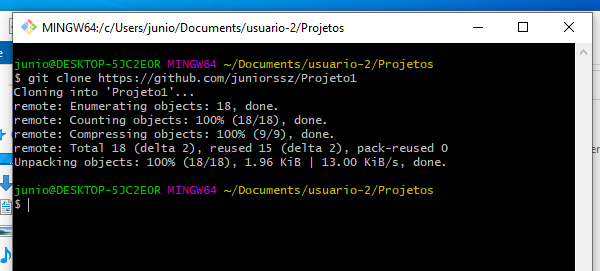 MINGW64:/c/Users/junio/Documents/usuario-2/Projetos
junio@DESKTOP-5JC2EOR MINGW64 ~/Documents/usuario-2/Projetos
$ git clone https://github.com/juniorssz/Projeto1
Cloning into 'Projeto1'...
remote: Enumerating objects: 18, done.
remote: Counting objects: 100% (18/18), done.
remote: Compressing objects: 100% (9/9), done.
remote: Total 18 (delta 2), reused 15 (delta 2), pack-reused 0
Unpacking objects: 100% (18/18), 1.96 KiB | 13.00 KiB/s, done.
junio@DESKTOP-5JC2EOR MINGW64 ~/Documents/usuario-2/Projetos
$